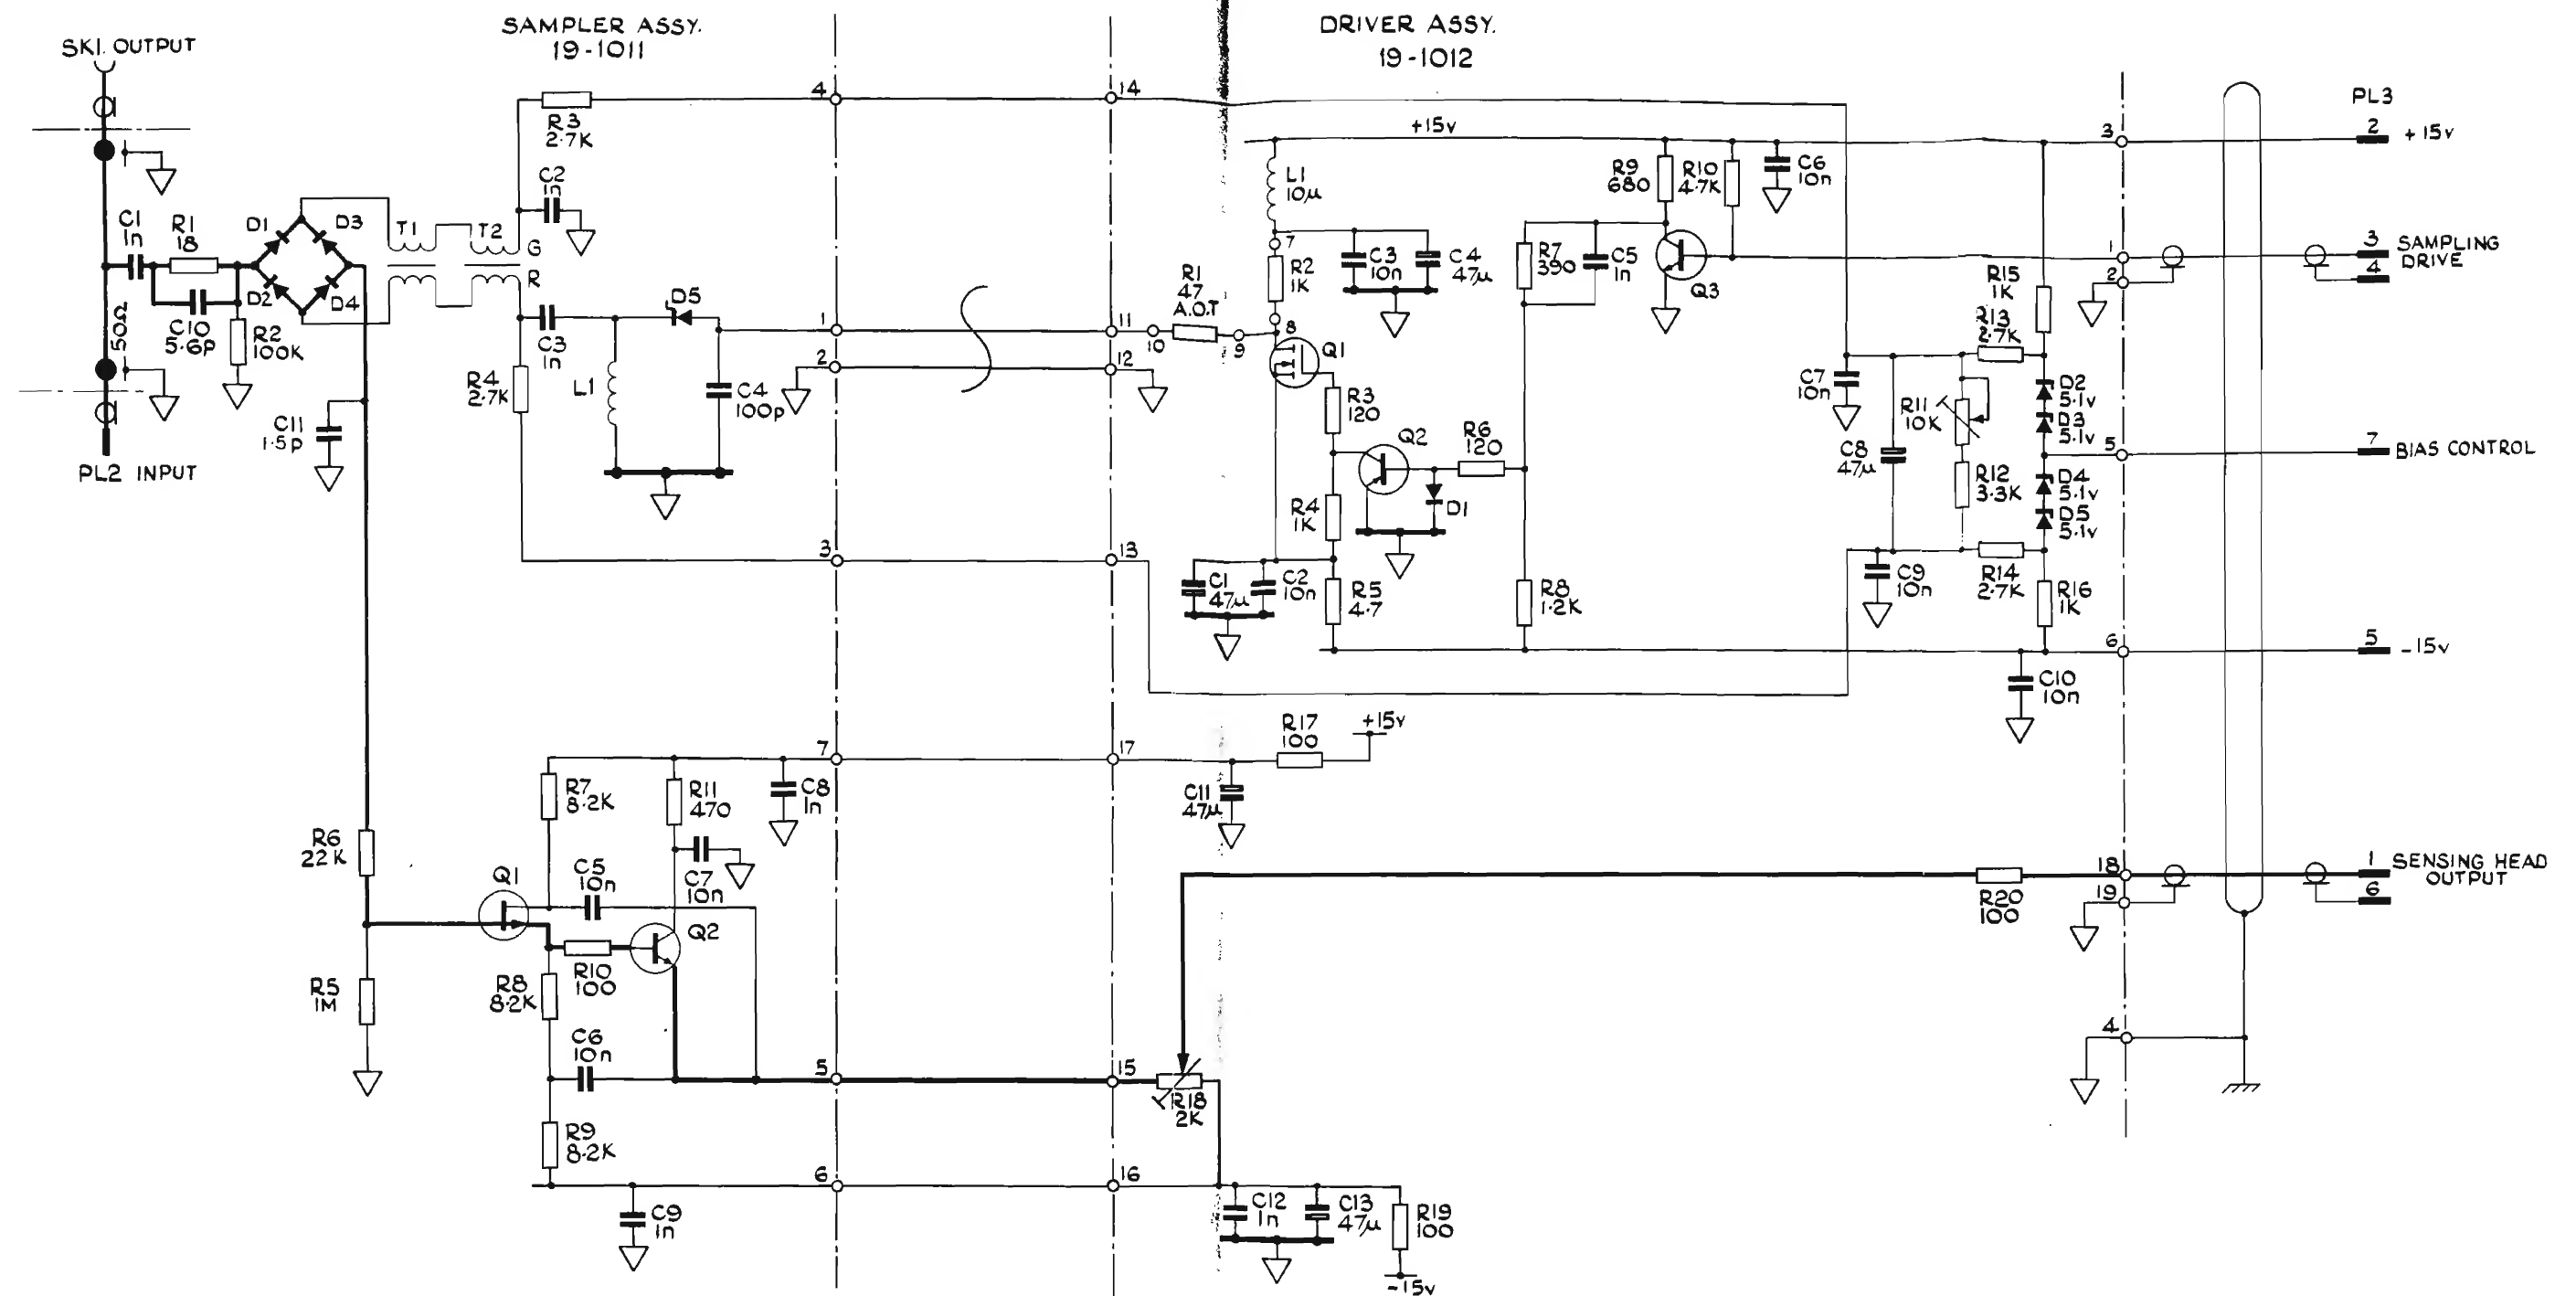 SAMPLER ASSY.
19-1011
DRIVER ASSY.
19-1012
SK1. OUTPUT
4
14
PL3
R3
2.7K
+15v
3
2
+15v
C2
1n
L1
10µ
R9
680
R10
4.7K
C6
10n
C1
1n
R1
18
D1
D3
T1
T2
G
R
7
R2
1K
C3
10n
C4
47µ
R7
390
C5
1n
Q3
1
2
3
4
SAMPLING
DRIVE
D2
D4
C10
5.6p
R2
100K
50Ω
C3
1n
D5
R1
47
A.O.T
1
11
10
9
8
Q1
R15
1K
R13
2.7K
R4
2.7K
L1
C4
100p
2
12
R3
120
C7
10n
R11
10K
D2
5.1v
D3
5.1v
C11
1.5p
PL2 INPUT
Q2
R6
120
C8
47µ
5
7
BIAS CONTROL
R4
1K
D1
R12
3.3K
D4
5.1v
D5
5.1v
3
13
C1
47µ
C2
10n
R5
4.7
R8
1.2K
C9
10n
R14
2.7K
R16
1K
6
5
-15v
C10
10n
7
17
R17
100
+15v
R7
8.2K
R11
470
C8
1n
C11
47µ
R6
22K
Q1
C5
10n
C7
10n
18
19
1
6
SENSING HEAD
OUTPUT
R20
100
Q2
R10
100
R8
8.2K
R5
1M
C6
10n
4
5
15
R18
2K
R9
8.2K
6
16
C9
1n
C12
1n
C13
47µ
R19
100
-15v